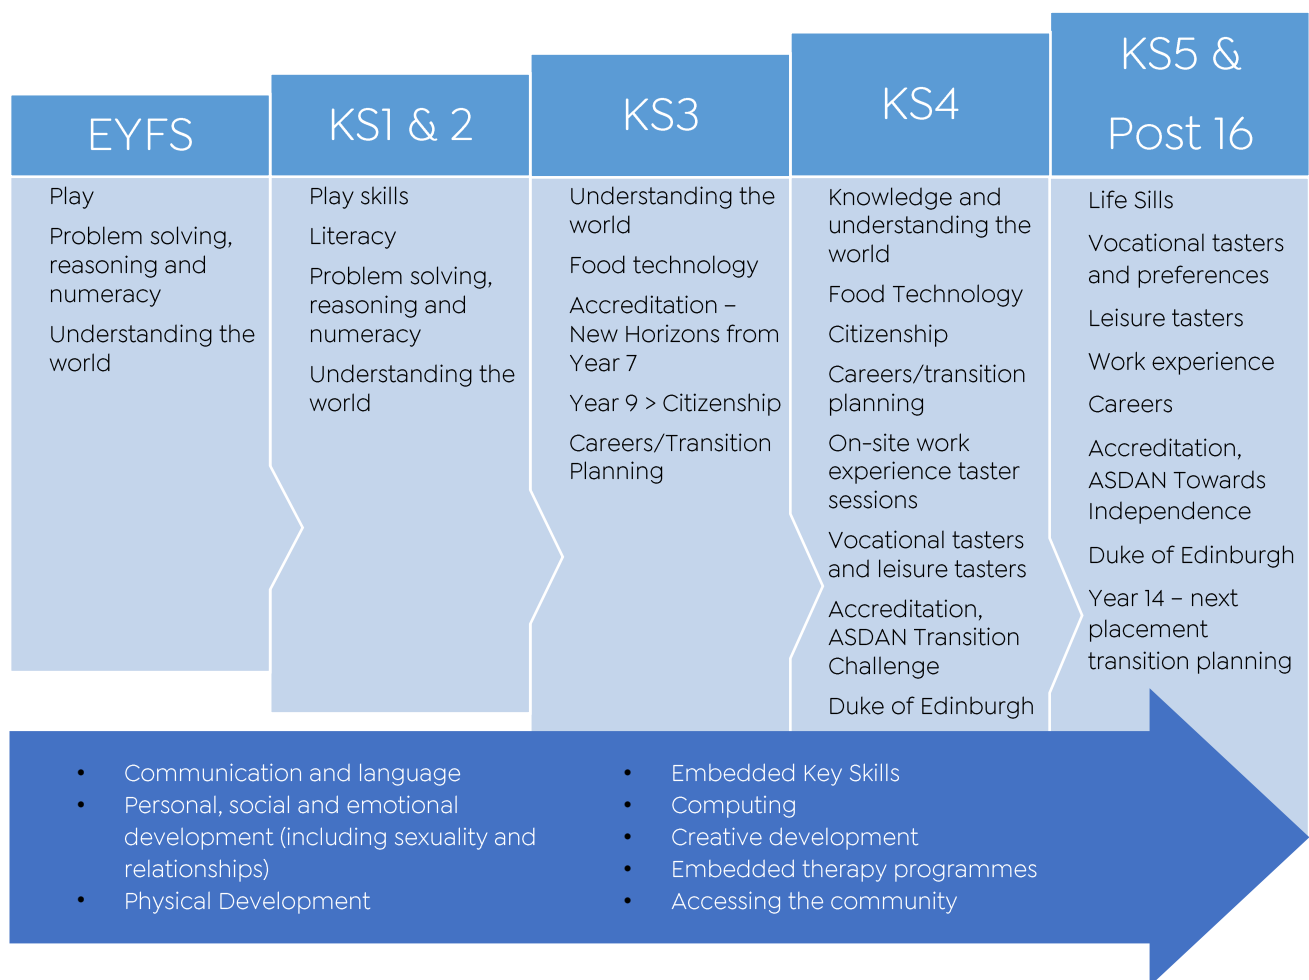 EYFS
Play
Problem solving,
reasoning and
numeracy
Understanding the
world
KS1 & 2
Play skills
Literacy
Problem solving,
reasoning and
numeracy
Understanding the
world
KS3
Understanding the
world
Food technology
Accreditation –
New Horizons from
Year 7
Year 9 > Citizenship
Careers/Transition
Planning
KS4
Knowledge and
understanding the
world
Food Technology
Citizenship
Careers/transition
planning
On-site work
experience taster
sessions
Vocational tasters
and leisure tasters
Accreditation,
ASDAN Transition
Challenge
Duke of Edinburgh
KS5 &
Post 16
Life Sills
Vocational tasters
and preferences
Leisure tasters
Work experience
Careers
Accreditation,
ASDAN Towards
Independence
Duke of Edinburgh
Year 14 – next
placement
transition planning
• Communication and language
• Personal, social and emotional
development (including sexuality and
relationships)
• Physical Development
• Embedded Key Skills
• Computing
• Creative development
• Embedded therapy programmes
• Accessing the community